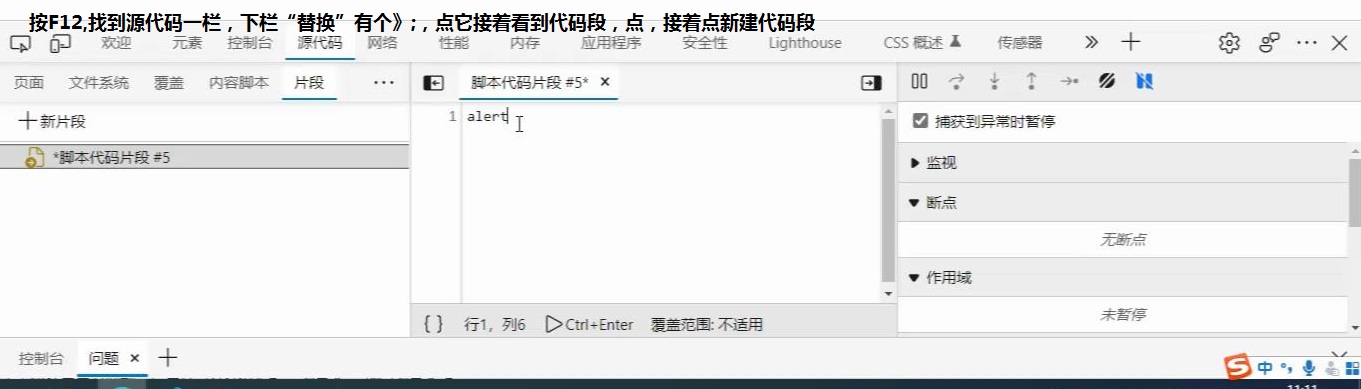 按F12,找到源代码一栏，下栏“替换”有个》;，点它接着看到代码段，点，接着点新建代码段
欢迎 元素 控制台 源代码 网络 性能 内存 应用程序 安全性 Lighthouse CSS 概述 传感器
页面 文件系统 覆盖 内容脚本 片段 ··· 脚本代码片段 #5* ×
+ 新片段 1 alert 捕获到异常时暂停
*脚本代码片段 #5 监视
断点
无断点
作用域
未暂停
{ } 行1，列6 Ctrl+Enter 覆盖范围: 不适用
控制台 问题 × +
S 中
11:11